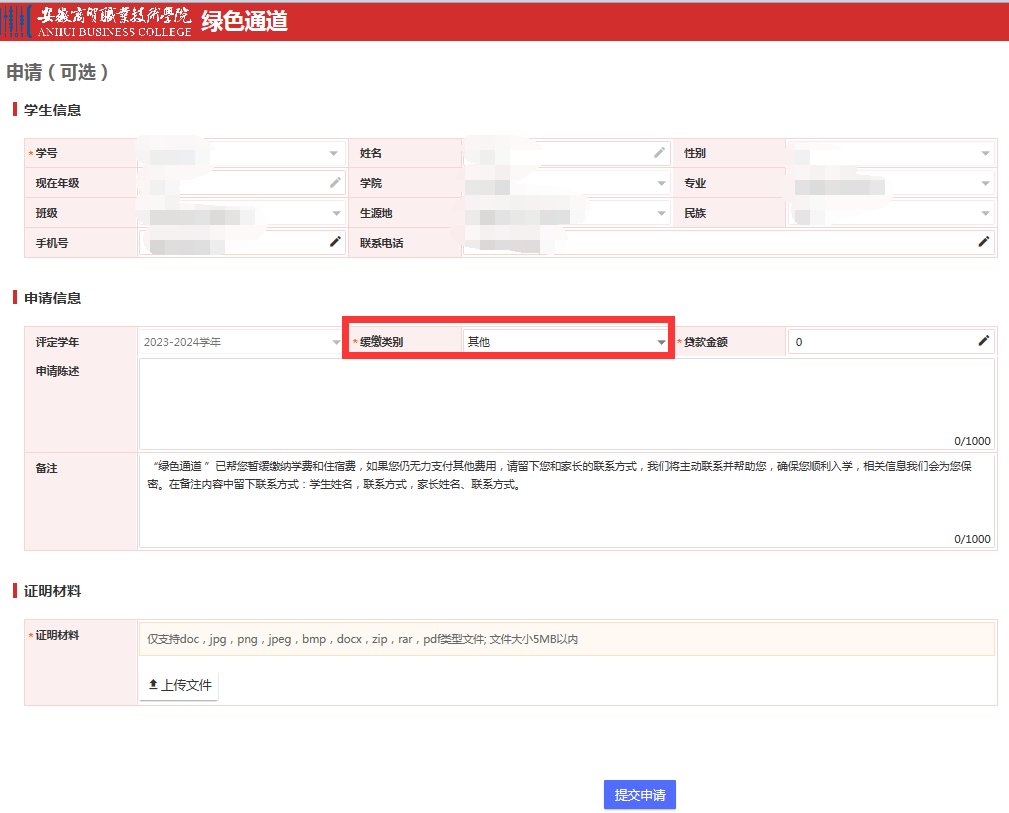 安徽商贸職業技術學院
ANHUI BUSINESS COLLEGE
绿色通道
申请（可选）
学生信息
*学号 姓名 性别
现在年级 学院 专业
班级 生源地 民族
手机号 联系电话
申请信息
评定学年 2023-2024学年 *缓缴类别 其他 *贷款金额 0
申请陈述
0/1000
备注 “绿色通道 ” 已帮您暂缓缴纳学费和住宿费，如果您仍无力支付其他费用，请留下您和家长的联系方式，我们将主动联系并帮助您，确保您顺利入学，相关信息我们会为您保
密。在备注内容中留下联系方式：学生姓名，联系方式，家长姓名、联系方式。
0/1000
证明材料
*证明材料 仅支持doc，jpg，png，jpeg，bmp，docx，zip，rar，pdf类型文件; 文件大小5MB以内
上传文件
提交申请